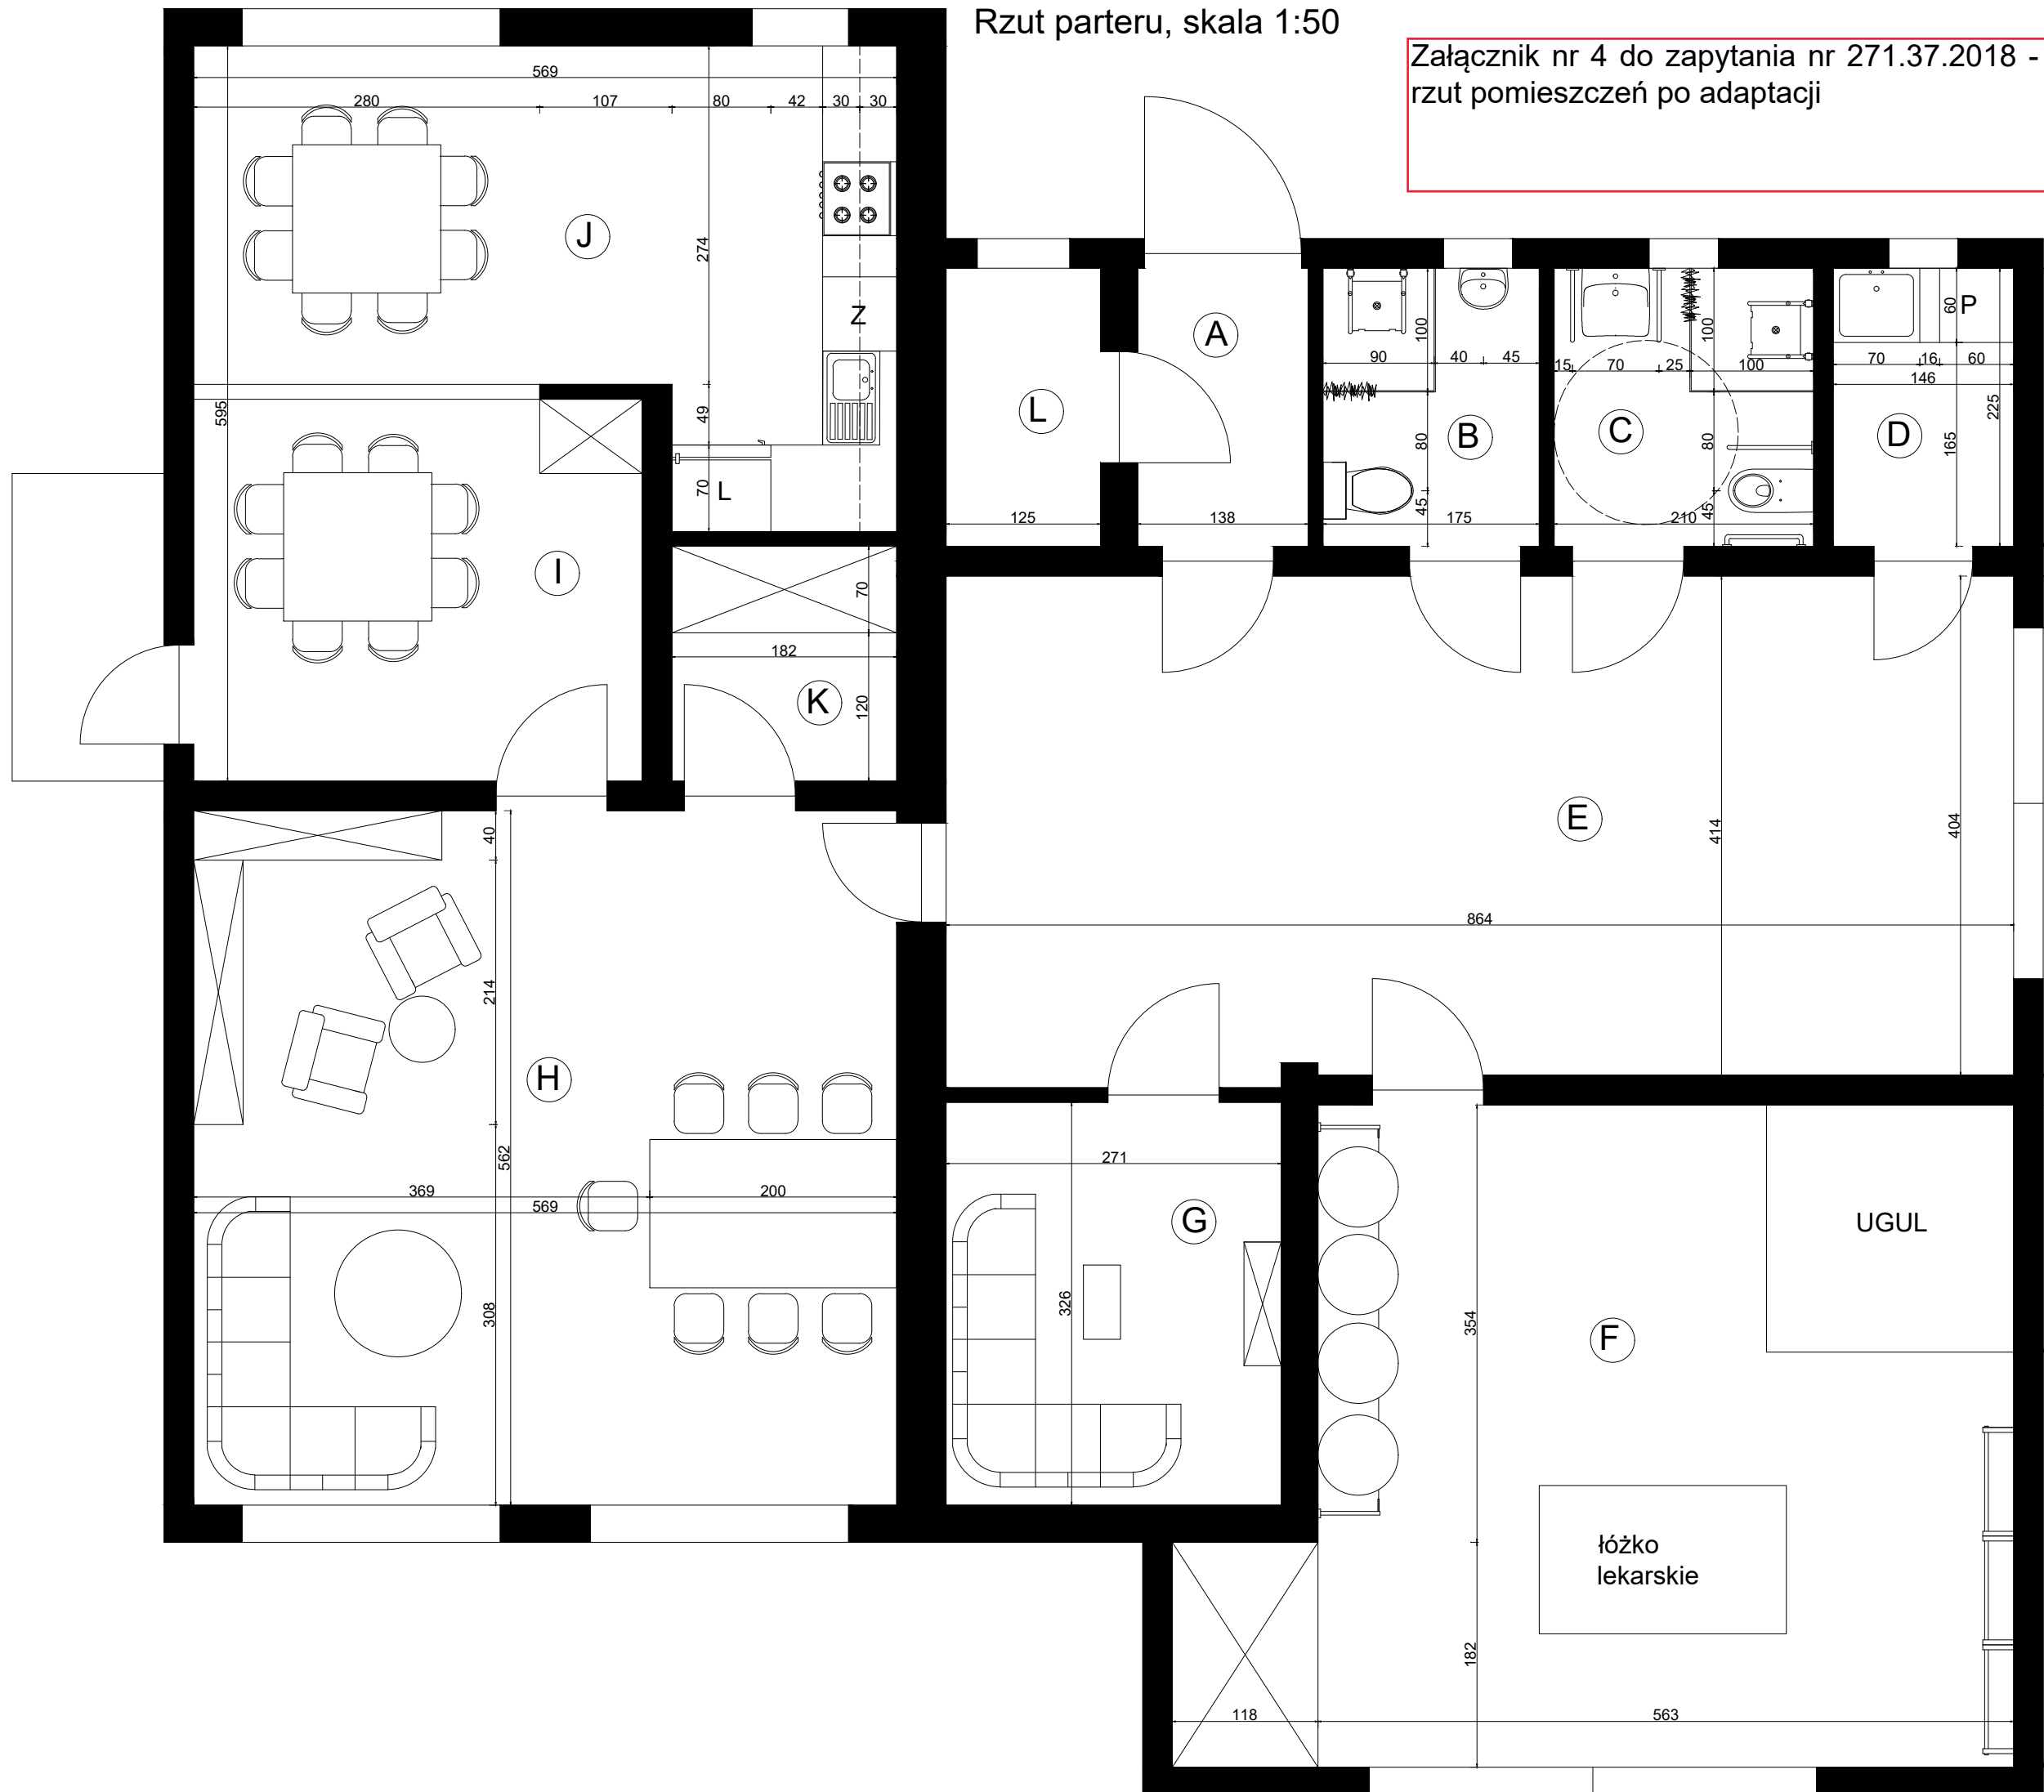 Rzut parteru, skala 1:50
Załącznik nr 4 do zapytania nr 271.37.2018 -
rzut pomieszczeń po adaptacji
569
280 107 80 42 30 30
J
274
Z
49
595
L
70
I
70
182
K
120
L
125
A
138
100
90 40 45
B
80
45
175
100
15 70 25 100
C
80
45
210
60
P
70 16 60
146
225
D
165
E
414
404
864
40
214
H
562
369 200
569
308
271
G
326
UGUL
354
F
łóżko
lekarskie
182
118 563